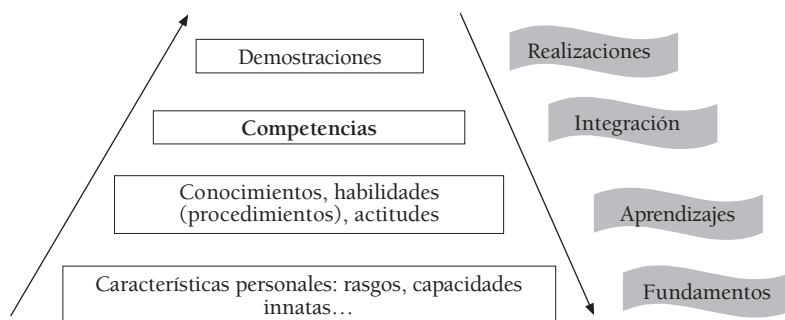 Demostraciones
Realizaciones
Competencias
Integración
Conocimientos, habilidades
(procedimientos), actitudes
Aprendizajes
Características personales: rasgos, capacidades
innatas...
Fundamentos